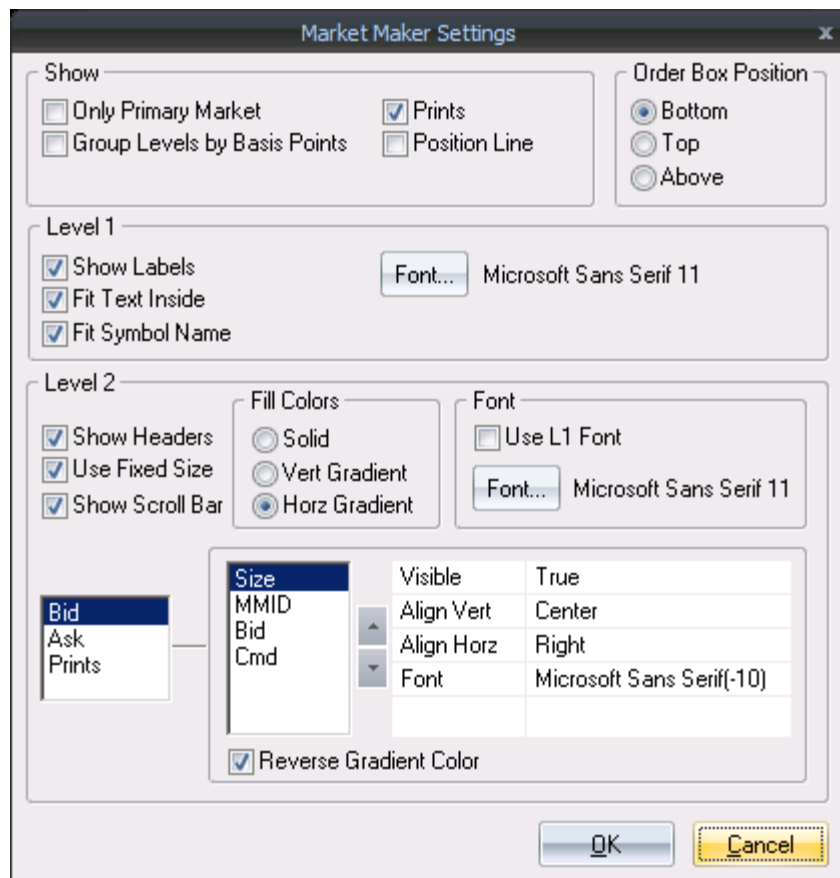 Market Maker Settings x
Show
Only Primary Market
Prints
Group Levels by Basis Points
Position Line
Order Box Position
Bottom
Top
Above
Level 1
Show Labels
Fit Text Inside
Fit Symbol Name
Font... Microsoft Sans Serif 11
Level 2
Show Headers
Use Fixed Size
Show Scroll Bar
Fill Colors
Solid
Vert Gradient
Horz Gradient
Font
Use L1 Font
Font... Microsoft Sans Serif 11
Bid
Ask
Prints
Size
MMID
Bid
Cmd
Visible True
Align Vert Center
Align Horz Right
Font Microsoft Sans Serif(-10)
Reverse Gradient Color
OK
Cancel